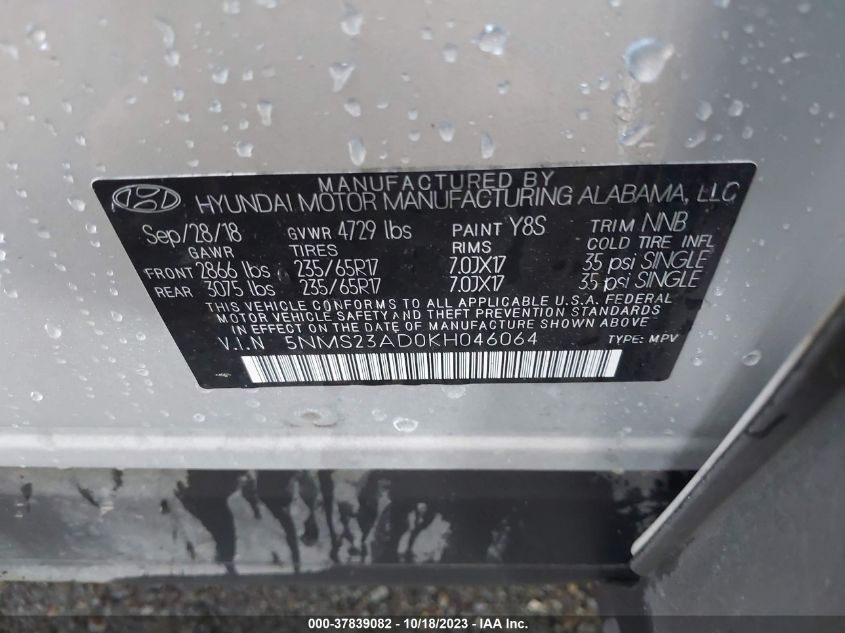 MANUFACTURED BY
HYUNDAI MOTOR MANUFACTURING ALABAMA, LLC
Sep/28/18 GVWR 4729 lbs PAINT Y8S TRIM NNB
GAWR TIRES RIMS COLD TIRE INFL
FRONT 2866 lbs 235/65R17 7.0JX17 35 psi SINGLE
REAR 3075 lbs 235/65R17 7.0JX17 35 psi SINGLE
THIS VEHICLE CONFORMS TO ALL APPLICABLE U.S.A. FEDERAL
MOTOR VEHICLE SAFETY AND THEFT PREVENTION STANDARDS
IN EFFECT ON THE DATE OF MANUFACTURE SHOWN ABOVE
V.I.N 5NMS23AD0KH046064 TYPE: MPV
000-37839082 - 10/18/2023 - IAA Inc.